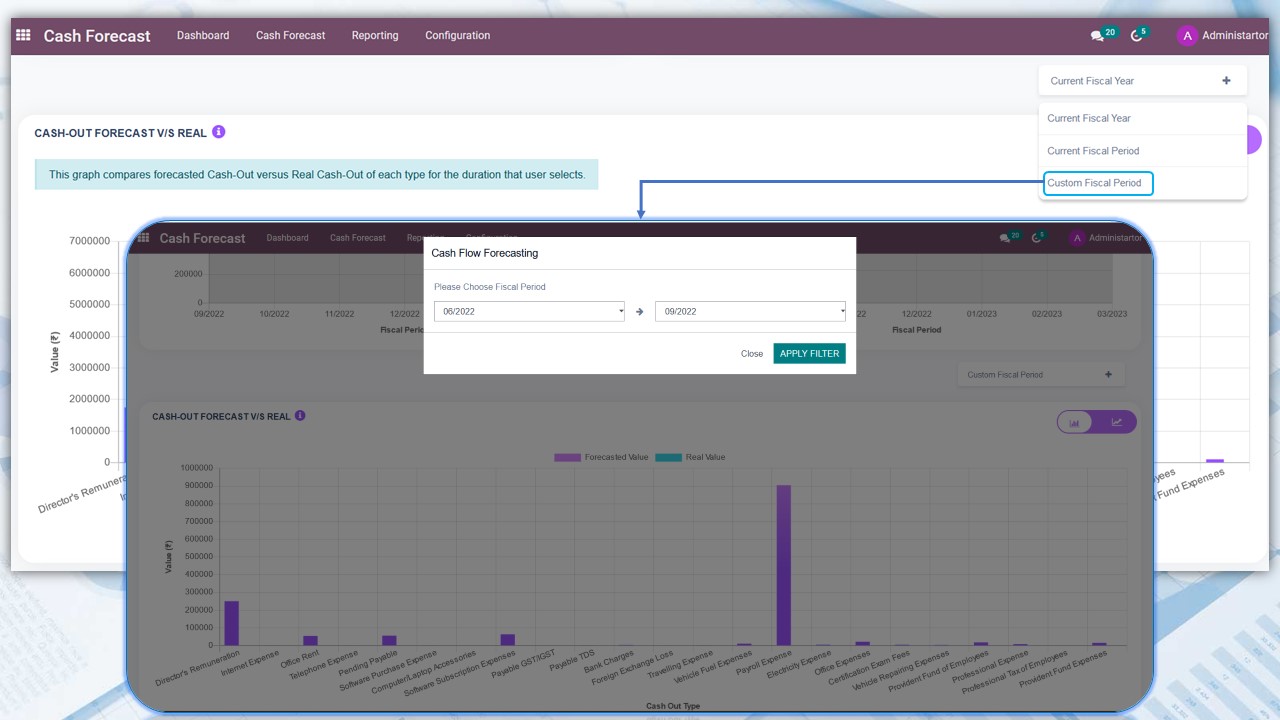 Cash Forecast Dashboard Cash Forecast Reporting Configuration 20 5 A Administartor
Current Fiscal Year +
Current Fiscal Year
Current Fiscal Period
Custom Fiscal Period
CASH-OUT FORECAST V/S REAL
This graph compares forecasted Cash-Out versus Real Cash-Out of each type for the duration that user selects.
7000000
6000000
5000000
4000000
3000000
2000000
1000000
0
Value (₹)
Director's Remuner
Fund Expenses
Cash Forecast Dashboard Cash Forecast 20 5 A Administartor
Cash Flow Forecasting
Please Choose Fiscal Period
06/2022 → 09/2022
Close APPLY FILTER
200000
0
09/2022 10/2022 11/2022 12/2022
12/2022 01/2023 02/2023 03/2023
Fiscal Period
Custom Fiscal Period +
CASH-OUT FORECAST V/S REAL
Forecasted Value Real Value
1000000
900000
800000
700000
600000
500000
400000
300000
200000
100000
0
Value (₹)
Director's Remuneration
Internet Expense
Office Rent
Telephone Expense
Pending Payable
Software Purchase Expense
Computer/Laptop Accessories
Software Subscription Expenses
Payable GST/IGST
Payable TDS
Bank Charges
Foreign Exchange Loss
Travelling Expense
Vehicle Fuel Expenses
Payroll Expense
Electricity Expense
Office Expenses
Certification Exam Fees
Vehicle Repairing Expenses
Provident Fund of Employees
Professional Expense
Professional Tax of Employees
Provident Fund Expenses
Cash Out Type